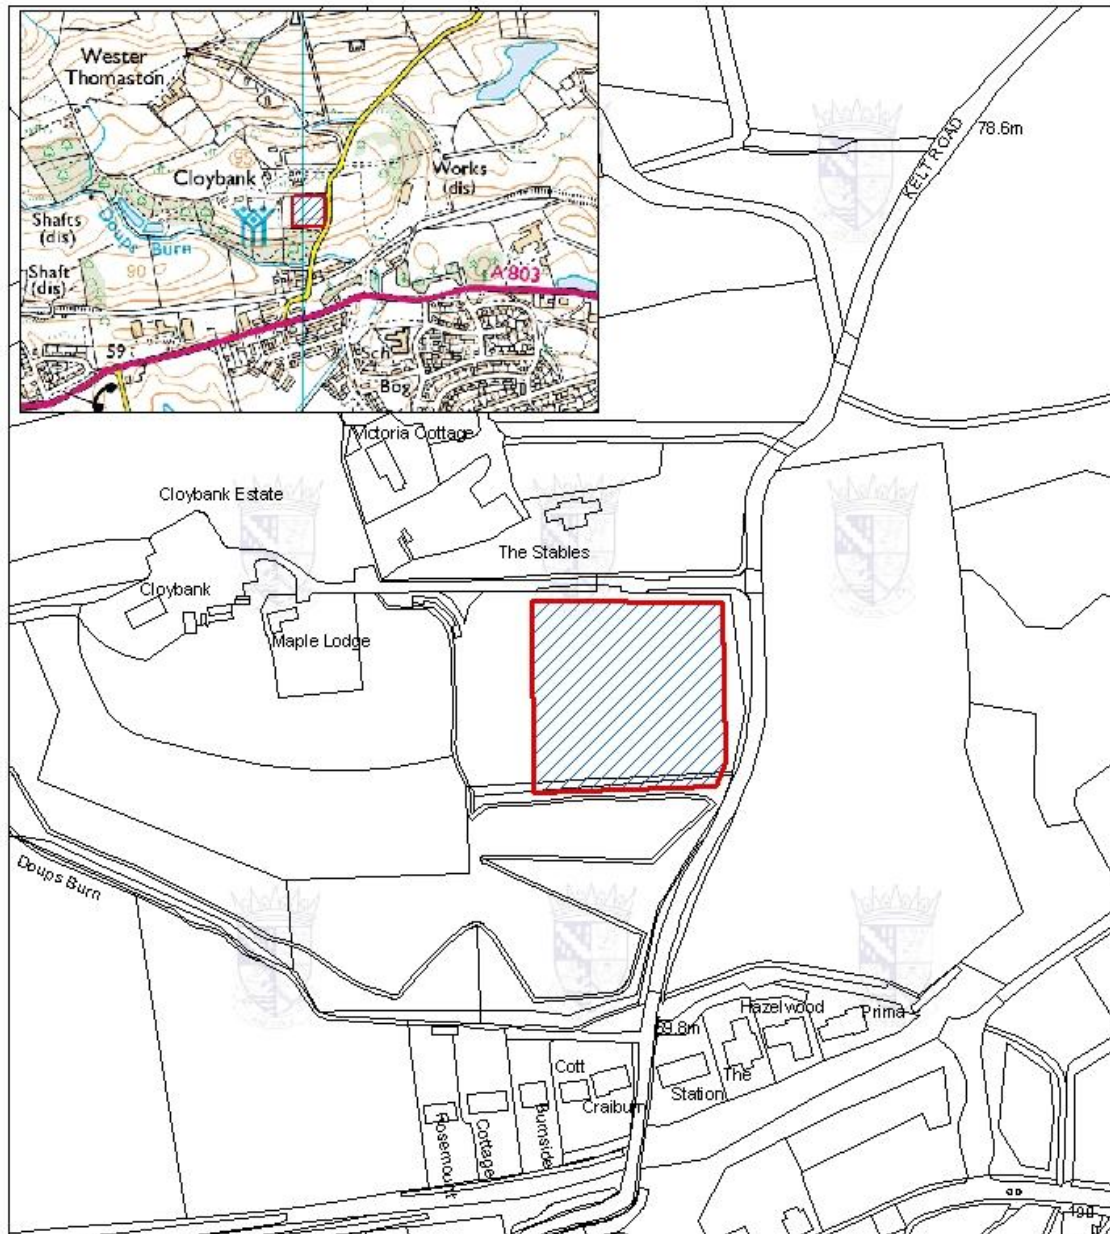 Wester
Thomaston
Cloybank
Works
(dis)
Shafts
(dis)
Doups Burn
Shaft
(dis)
90
A 803
59
Sch
Bog
KELT ROAD
78.6m
Victoria Cottage
Cloybank Estate
The Stables
Cloybank
Maple Lodge
Doups Burn
Hazelwood
Prima
59.8m
Cott
The
Craiburn
Station
Rosemount
Cottage
Burnside